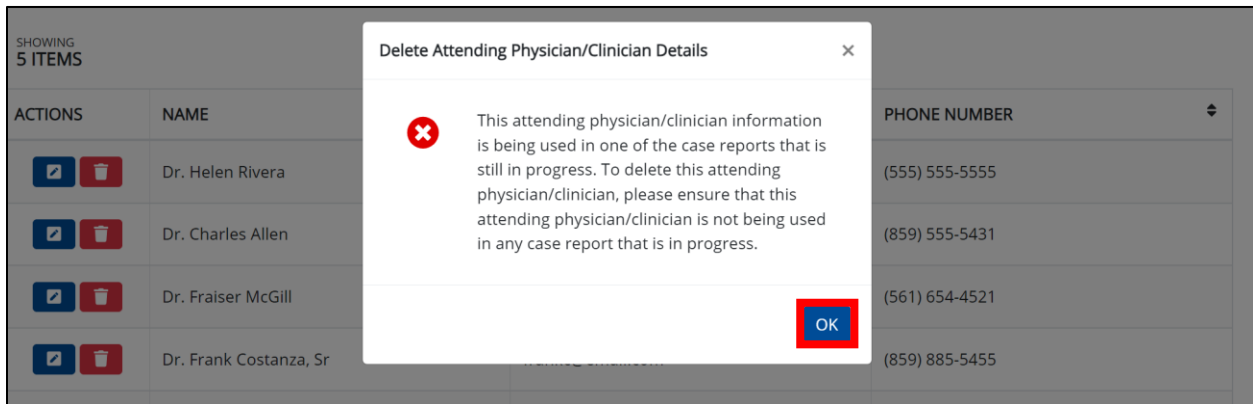 SHOWING
5 ITEMS
Delete Attending Physician/Clinician Details ×
ACTIONS NAME PHONE NUMBER
This attending physician/clinician information
is being used in one of the case reports that is
still in progress. To delete this attending
physician/clinician, please ensure that this
attending physician/clinician is not being used
in any case report that is in progress.
Dr. Helen Rivera (555) 555-5555
Dr. Charles Allen (859) 555-5431
Dr. Fraiser McGill (561) 654-4521
OK
Dr. Frank Costanza, Sr (859) 885-5455